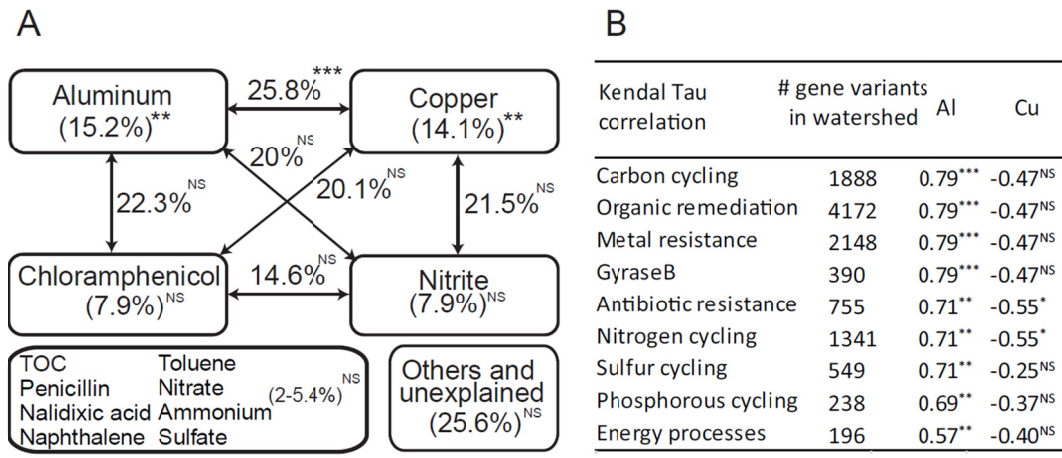 A
Aluminum
(15.2%)**
25.8%***
Copper
(14.1%)**
20%NS
20.1%NS
22.3%NS
21.5%NS
Chloramphenicol
(7.9%)NS
14.6%NS
Nitrite
(7.9%)NS
TOC Toluene
Penicillin Nitrate
Nalidixic acid Ammonium
Naphthalene Sulfate
(2-5.4%)NS
Others and
unexplained
(25.6%)NS
B
Kendal Tau
correlation
# gene variants
in watershed
Al
Cu
Carbon cycling 1888 0.79*** -0.47NS
Organic remediation 4172 0.79*** -0.47NS
Metal resistance 2148 0.79*** -0.47NS
GyraseB 390 0.79*** -0.47NS
Antibiotic resistance 755 0.71** -0.55*
Nitrogen cycling 1341 0.71** -0.55*
Sulfur cycling 549 0.71** -0.25NS
Phosphorous cycling 238 0.69** -0.37NS
Energy processes 196 0.57** -0.40NS